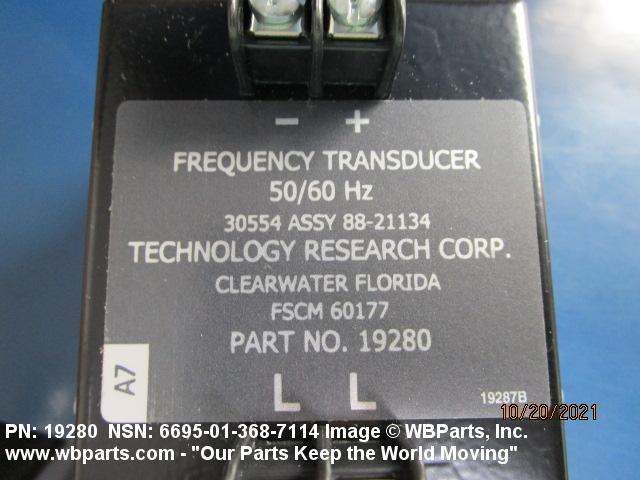 − +
FREQUENCY TRANSDUCER
50/60 Hz
30554 ASSY 88-21134
TECHNOLOGY RESEARCH CORP.
CLEARWATER FLORIDA
FSCM 60177
PART NO. 19280
A7
L L
19287B
10/20/2021
PN: 19280 NSN: 6695-01-368-7114 Image © WBParts, Inc.
www.wbparts.com - "Our Parts Keep the World Moving"